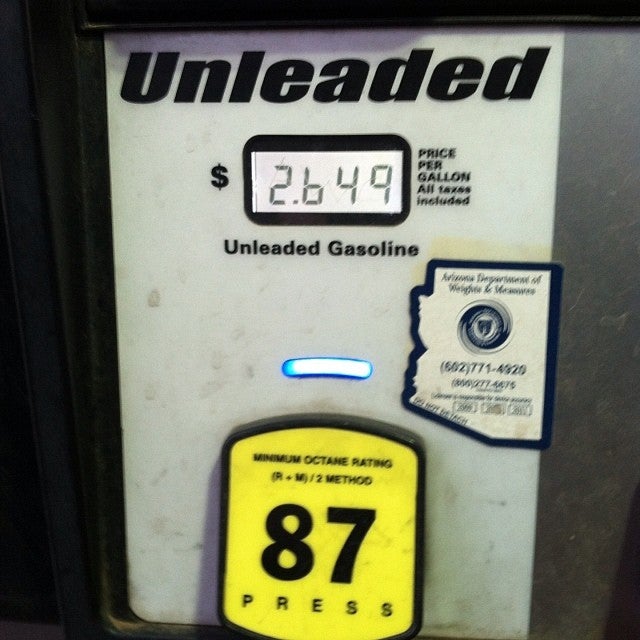 Unleaded
$ 2.649
PRICE
PER
GALLON
All taxes
included
Unleaded Gasoline
Arizona Department of
Weights & Measures
(602)771-4920
MINIMUM OCTANE RATING
(R + M) / 2 METHOD
87
PRESS